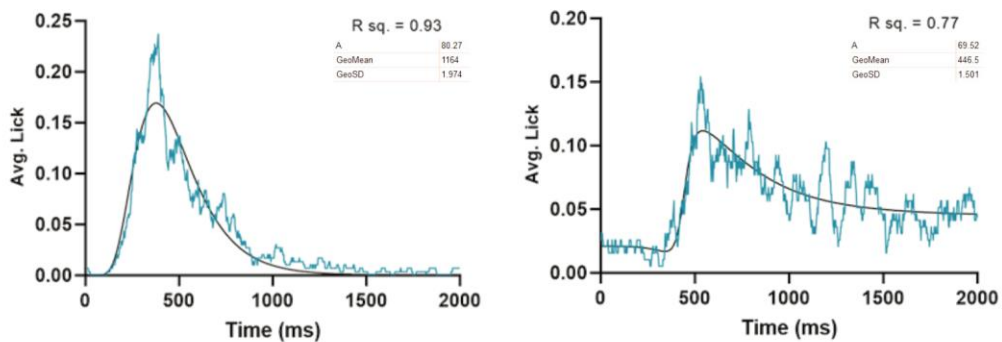 R sq. = 0.93
A 80.27
GeoMean 1164
GeoSD 1.974
Avg. Lick
0.25
0.20
0.15
0.10
0.05
0.00
0 500 1000 1500 2000
Time (ms)
R sq. = 0.77
A 69.52
GeoMean 446.5
GeoSD 1.501
Avg. Lick
0.20
0.15
0.10
0.05
0.00
0 500 1000 1500 2000
Time (ms)